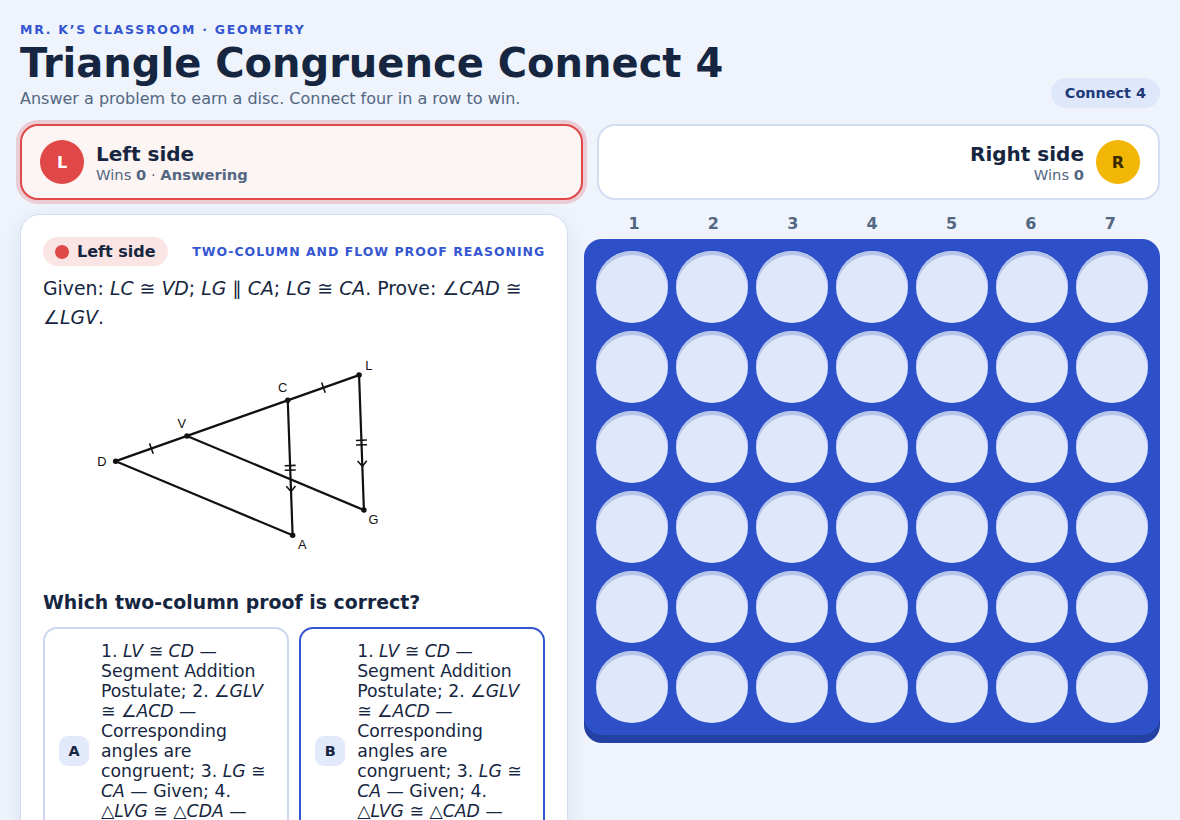 MR. K’S CLASSROOM · GEOMETRY
Triangle Congruence Connect 4
Answer a problem to earn a disc. Connect four in a row to win.
Connect 4
L
Left side
Wins 0 · Answering
Right side
Wins 0
R
Left side
TWO-COLUMN AND FLOW PROOF REASONING
Given: LC ≅ VD; LG ∥ CA; LG ≅ CA. Prove: ∠CAD ≅
∠LGV.
L
C
V
D
G
A
Which two-column proof is correct?
A
1. LV ≅ CD —
Segment Addition
Postulate; 2. ∠GLV
≅ ∠ACD —
Corresponding
angles are
congruent; 3. LG ≅
CA — Given; 4.
△LVG ≅ △CDA —
B
1. LV ≅ CD —
Segment Addition
Postulate; 2. ∠GLV
≅ ∠ACD —
Corresponding
angles are
congruent; 3. LG ≅
CA — Given; 4.
△LVG ≅ △CAD —
1 2 3 4 5 6 7